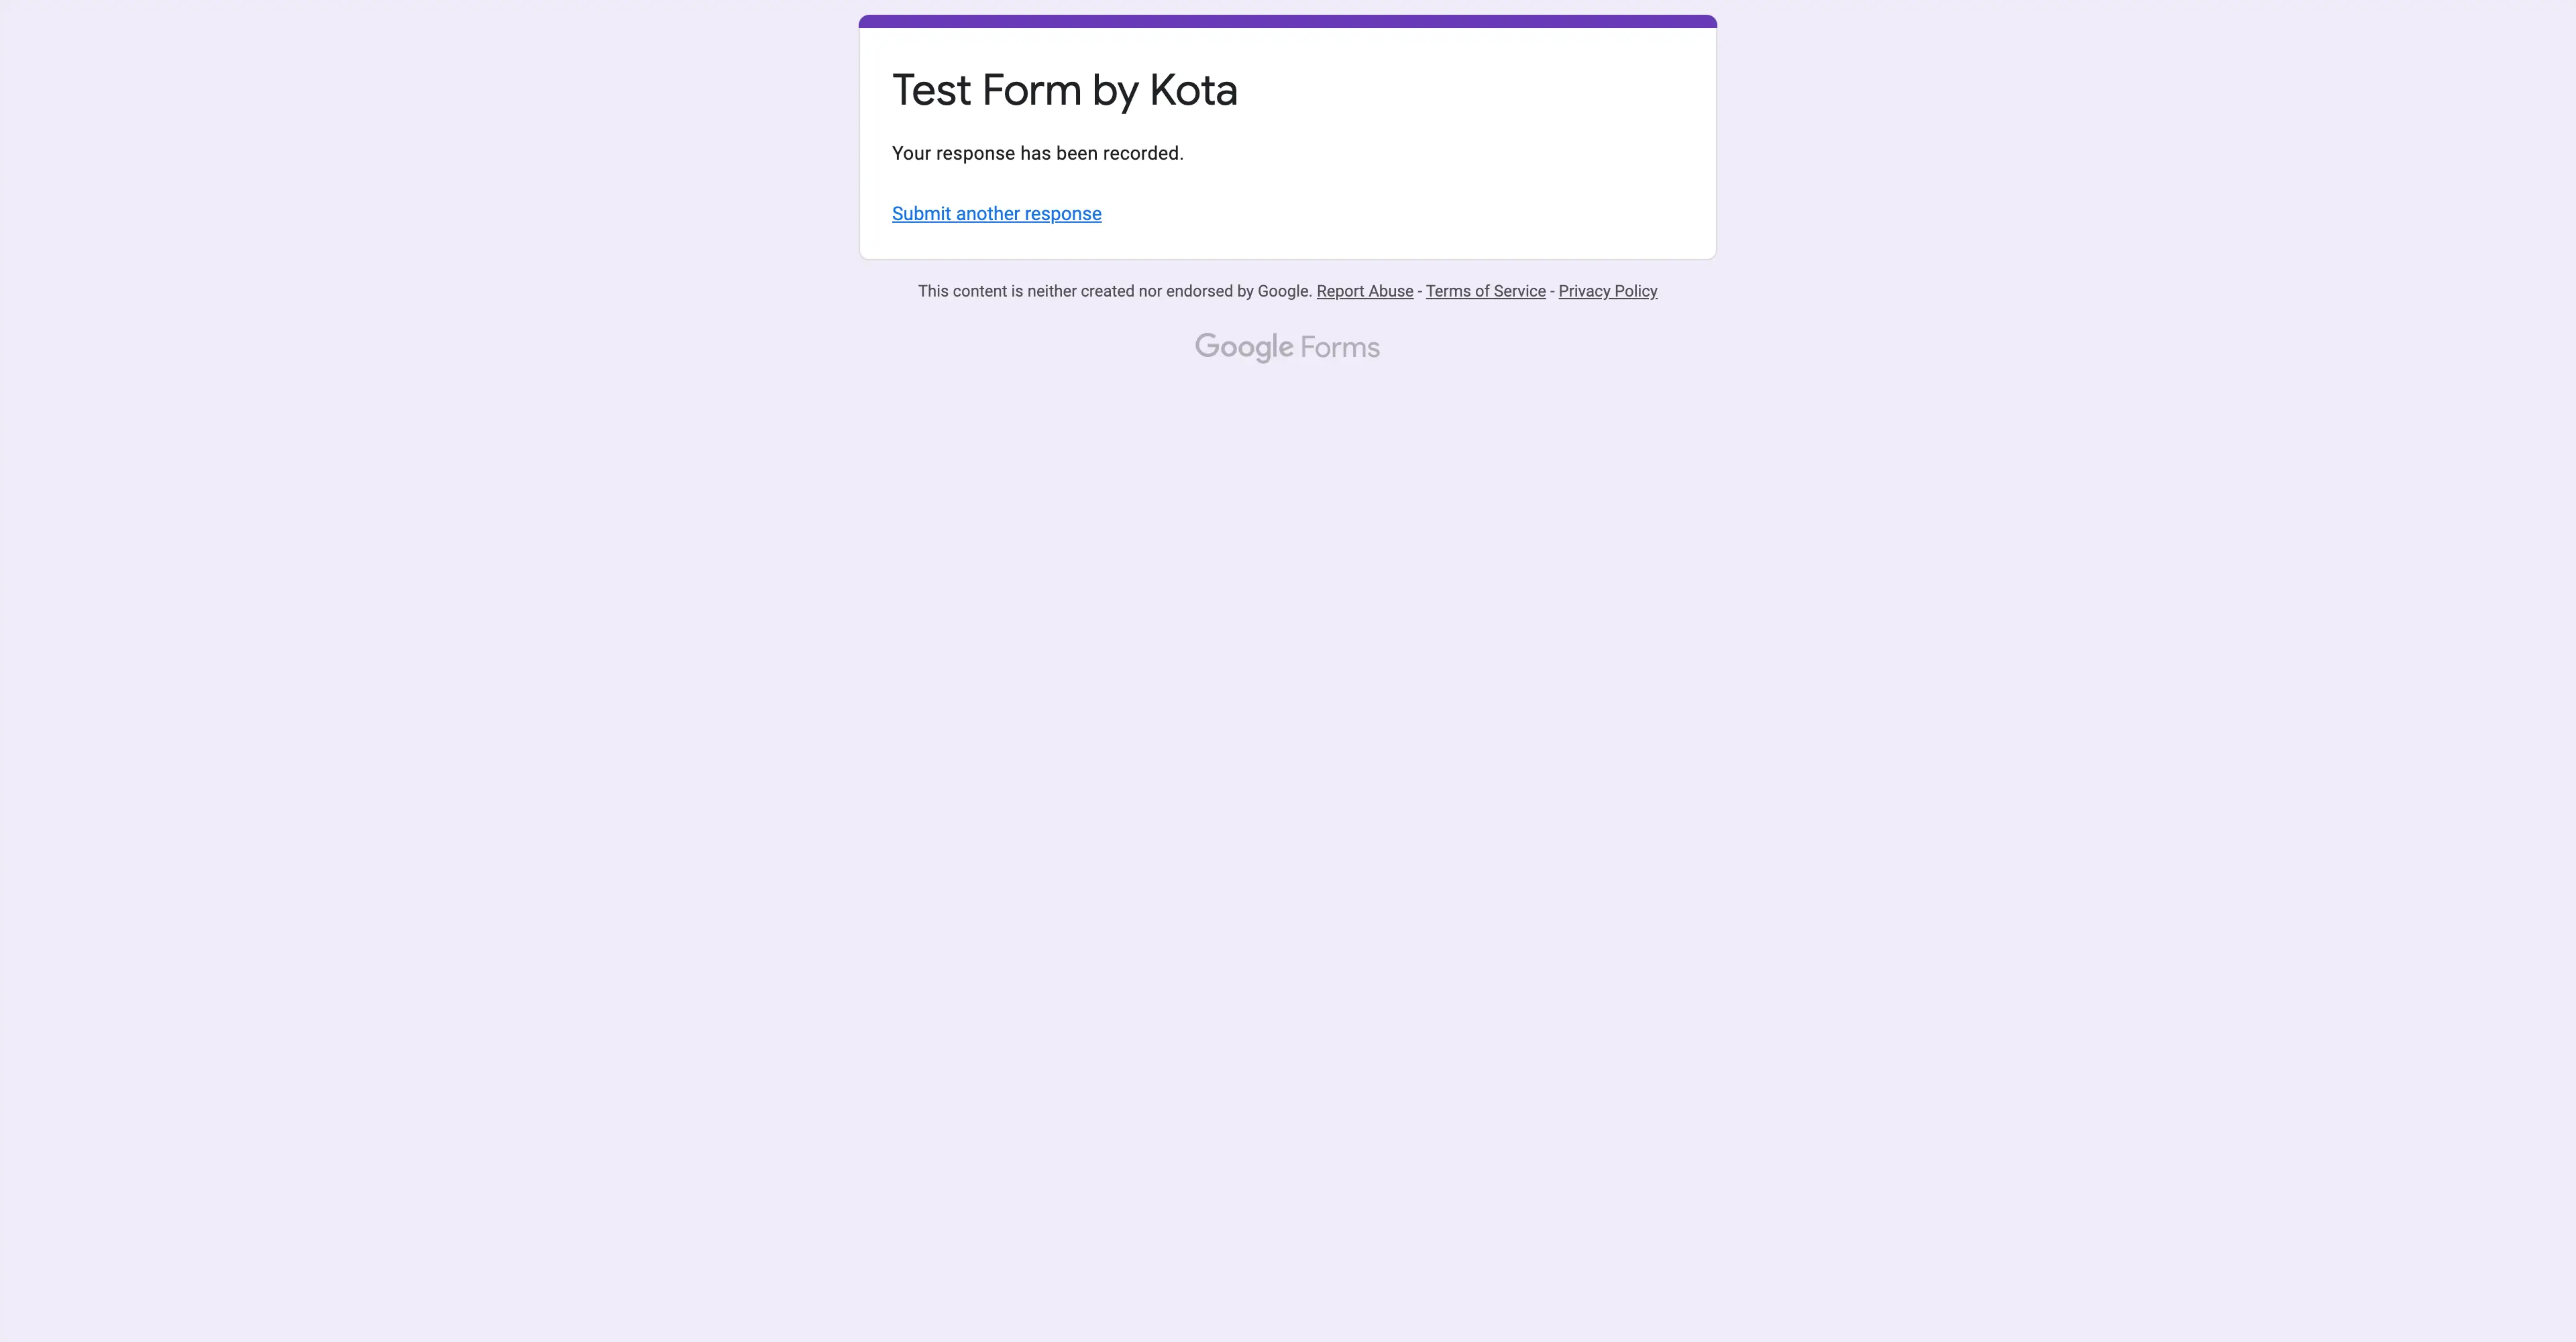 Test Form by Kota
Your response has been recorded.
Submit another response
This content is neither created nor endorsed by Google. Report Abuse - Terms of Service - Privacy Policy
Google Forms